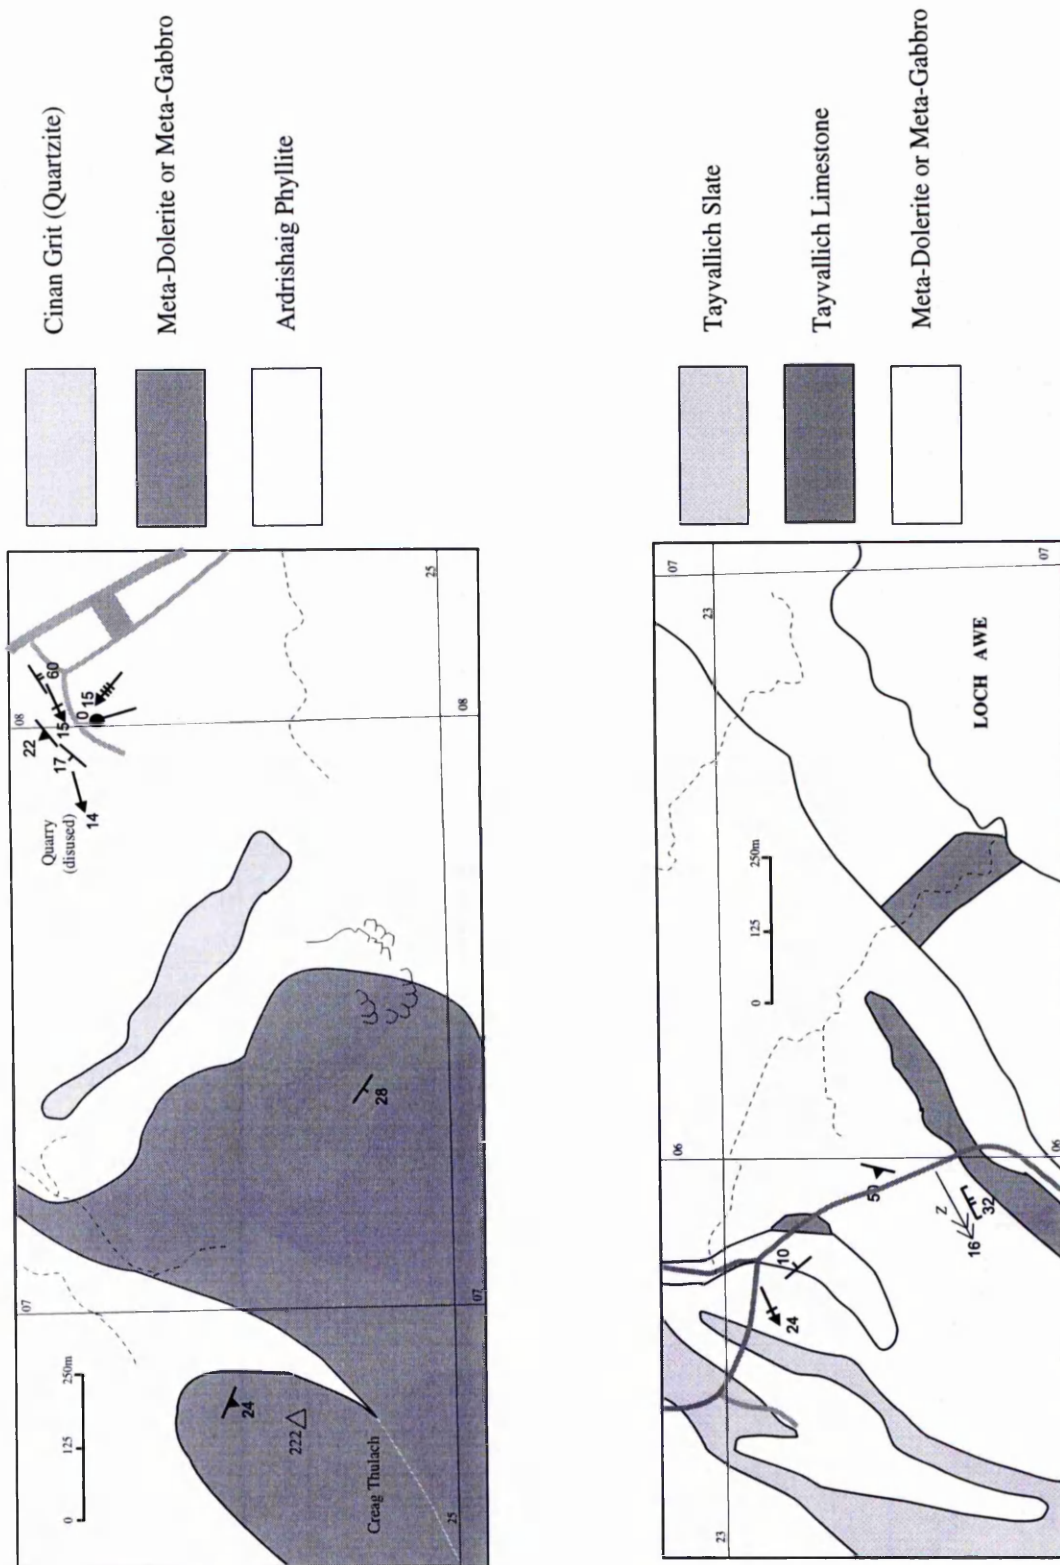 Cinan Grit (Quartzite)
Meta-Dolerite or Meta-Gabbro
Ardrishaig Phyllite
25
08
08
22
15
60
0
15
17
14
Quarry
(disused)
28
07
07
0
125
250m
24
222
Creag Thulach
25
Tayvallich Slate
Tayvallich Limestone
Meta-Dolerite or Meta-Gabbro
07
07
23
LOCH AWE
0
125
250m
06
06
50
Z
16
32
10
24
23